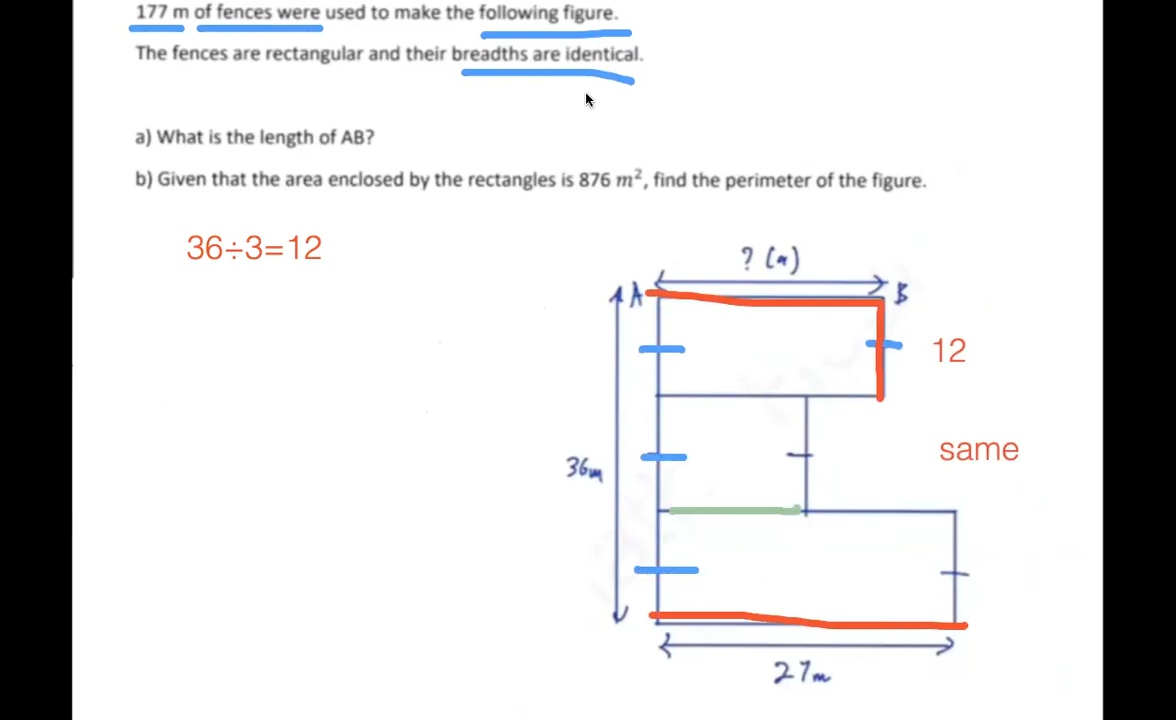 177 m of fences were used to make the following figure.
The fences are rectangular and their breadths are identical.
a) What is the length of AB?
b) Given that the area enclosed by the rectangles is 876 m², find the perimeter of the figure.
36÷3=12
? (a)
A
B
12
same
36m
27m